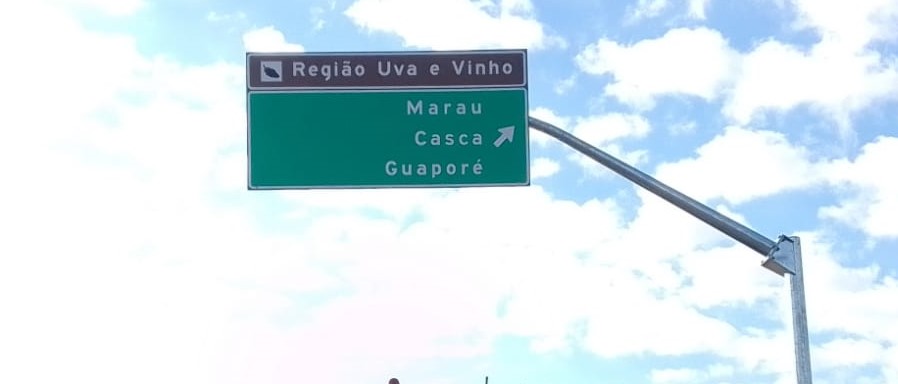 Região Uva e Vinho
Marau
Casca
Guaporé